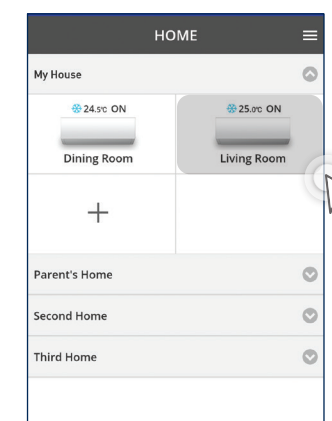 HOME
My House
24.5°C ON
25.0°C ON
Dining Room
Living Room
+
Parent's Home
Second Home
Third Home